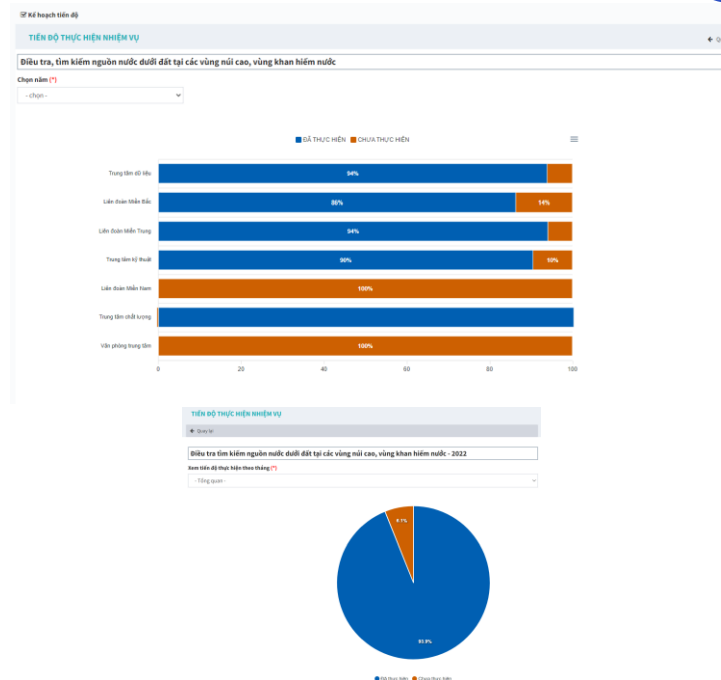 Kế hoạch tiến độ
TIẾN ĐỘ THỰC HIỆN NHIỆM VỤ
Điều tra, tìm kiếm nguồn nước dưới đất tại các vùng núi cao, vùng khan hiếm nước
Chọn năm (*)
- chọn -
ĐÃ THỰC HIỆN CHƯA THỰC HIỆN
Trung tâm dữ liệu 94%
Liên đoàn Miền Bắc 86% 14%
Liên đoàn Miền Trung 94%
Trung tâm kỹ thuật 90% 10%
Liên đoàn Miền Nam 100%
Trung tâm chất lượng
Văn phòng trung tâm 100%
0 20 40 60 80 100
TIẾN ĐỘ THỰC HIỆN NHIỆM VỤ
Quay lại
Điều tra tìm kiếm nguồn nước dưới đất tại các vùng núi cao, vùng khan hiếm nước - 2022
Xem tiến độ thực hiện theo tháng (*)
- Tổng quan -
6.1%
93.9%
Đã thực hiện Chưa thực hiện